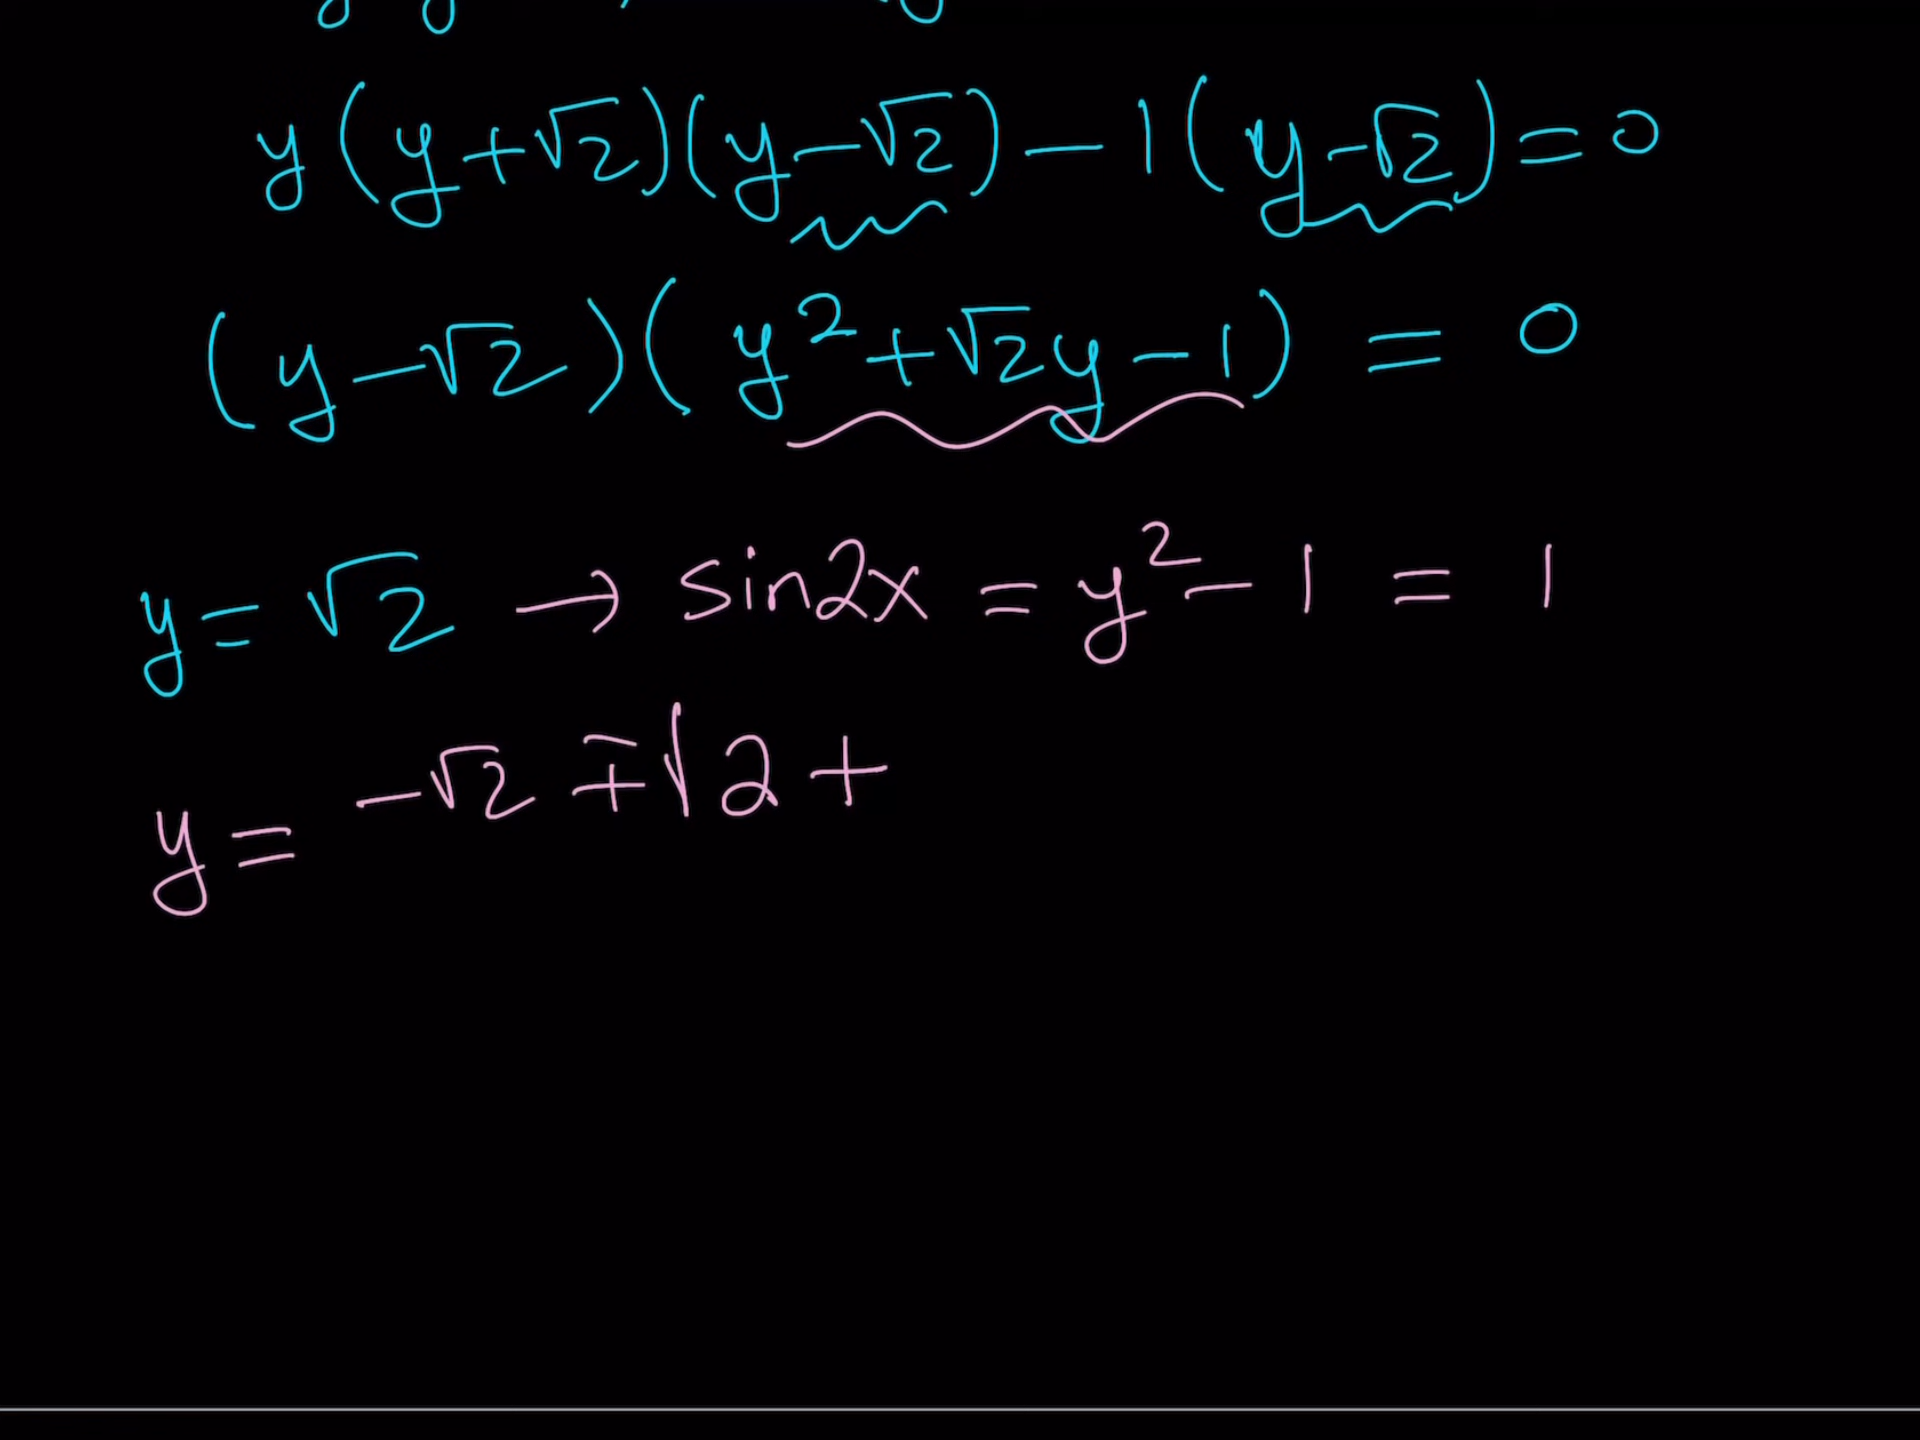 y(y+√2)(y-√2)-1(y-√2)=0
(y-√2)(y²+√2y-1) = 0
y=√2 → sin2x = y²-1 = 1
y= -√2 ∓√2+